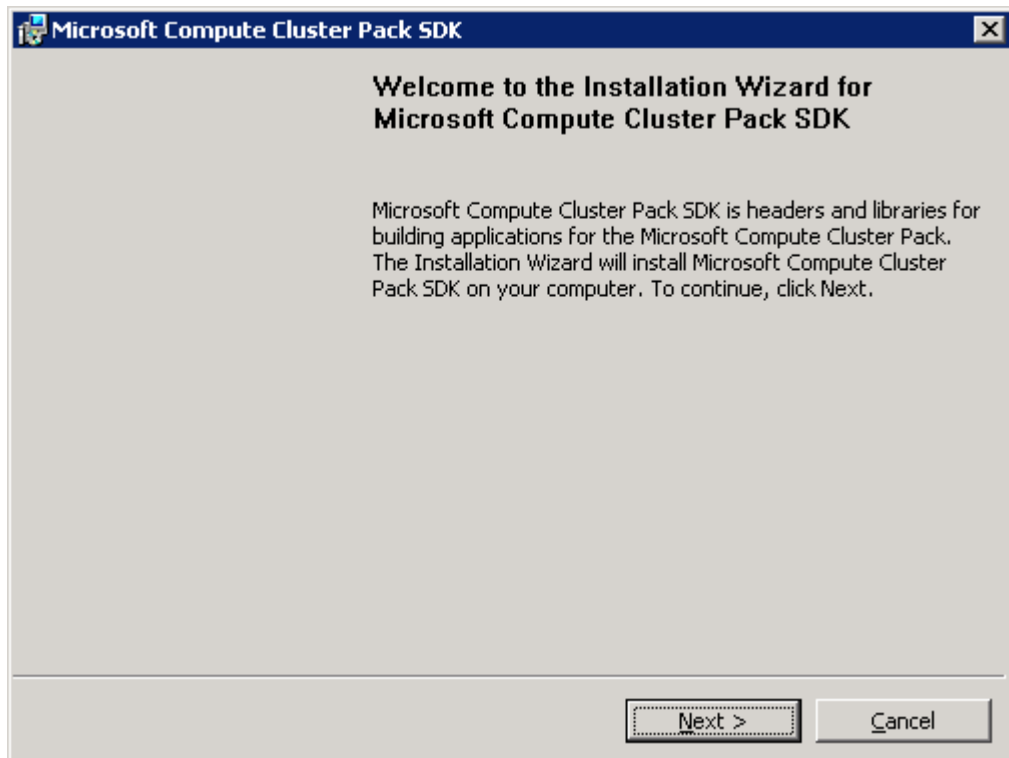 Microsoft Compute Cluster Pack SDK
Welcome to the Installation Wizard for
Microsoft Compute Cluster Pack SDK
Microsoft Compute Cluster Pack SDK is headers and libraries for
building applications for the Microsoft Compute Cluster Pack.
The Installation Wizard will install Microsoft Compute Cluster
Pack SDK on your computer. To continue, click Next.
Next >
Cancel